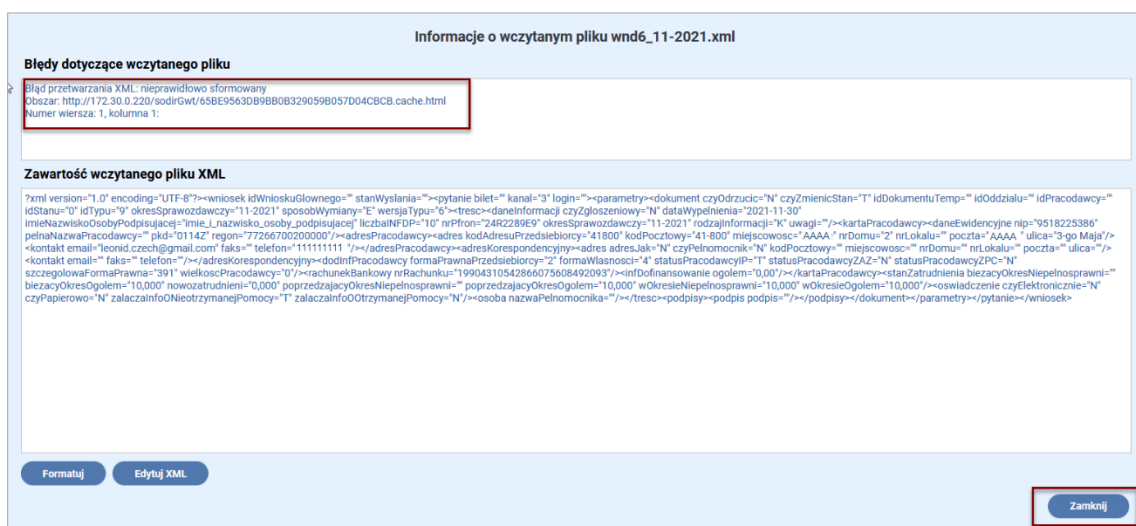 Informacje o wczytanym pliku wnd6_11-2021.xml
Błędy dotyczące wczytanego pliku
Błąd przetwarzania XML: nieprawidłowo sformowany
Obszar: http://172.30.0.220/sodirGwt/65BE9563DB9BB0B329059B057D04CBCB.cache.html
Numer wiersza: 1, kolumna 1:
Zawartość wczytanego pliku XML
?xml version="1.0" encoding="UTF-8"?><wniosek idWnioskuGlownego="" stanWyslania=""><pytanie bilet="" kanal="3" login=""><parametry><dokument czyOdrzucic="N" czyZmienicStan="T" idDokumentuTemp="" idOddzialu="" idPracodawcy=""
idStanu="0" idTypu="9" okresSprawozdawczy="11-2021" sposobWymiany="E" wersjaTypu="6"><tresc><daneInformacji czyZgloszeniowy="N" dataWypelnienia="2021-11-30"
imieNazwiskoOsobyPodpisujacej="imie_i_nazwisko_osoby_podpisujacej" liczbaINFDP="10" nrPfron="24R2289E9" okresSprawozdawczy="11-2021" rodzajInformacji="K" uwagi=""/><kartaPracodawcy><daneEwidencyjne nip="9518225386"
pelnaNazwaPracodawcy="" pkd="0114Z" regon="77266700200000"/><adresPracodawcy><adres kodAdresuPrzedsiebiorcy="41800" kodPocztowy="41-800" miejscowosc="AAAA" nrDomu="2" nrLokalu="" poczta="AAAA " ulica="3-go Maja"/>
<kontakt email="leonid.czech@gmail.com" faks="" telefon="111111111 "/></adresPracodawcy><adresKorespondencyjny><adres adresJak="N" czyPelnomocnik="N" kodPocztowy="" miejscowosc="" nrDomu="" nrLokalu="" poczta="" ulica=""/>
<kontakt email="" faks="" telefon=""/></adresKorespondencyjny><dodInfPracodawcy formaPrawnaPrzedsiebiorcy="2" formaWlasnosci="4" statusPracodawcyIP="T" statusPracodawcyZAZ="N" statusPracodawcyZPC="N"
szczegolowaFormaPrawna="391" wielkoscPracodawcy="0"/><rachunekBankowy nrRachunku="19904310542866075608492093"/><infDofinansowanie ogolem="0,00"/></kartaPracodawcy><stanZatrudnienia biezacyOkresNiepelnosprawni=""
biezacyOkresOgolem="10,000" nowozatrudnieni="0,000" poprzedzajacyOkresNiepelnosprawni="" poprzedzajacyOkresOgolem="10,000" wOkresieNiepelnosprawni="10,000" wOkresieOgolem="10,000"/><oswiadczenie czyElektronicznie="N"
czyPapierowo="N" zalaczaInfoONieotrzymanejPomocy="T" zalaczaInfoOOtrzymanejPomocy="N"/><osoba nazwaPelnomocnika=""/></tresc><podpisy><podpis podpis=""/></podpisy></dokument></parametry></pytanie></wniosek>
Formatuj Edytuj XML
Zamknij